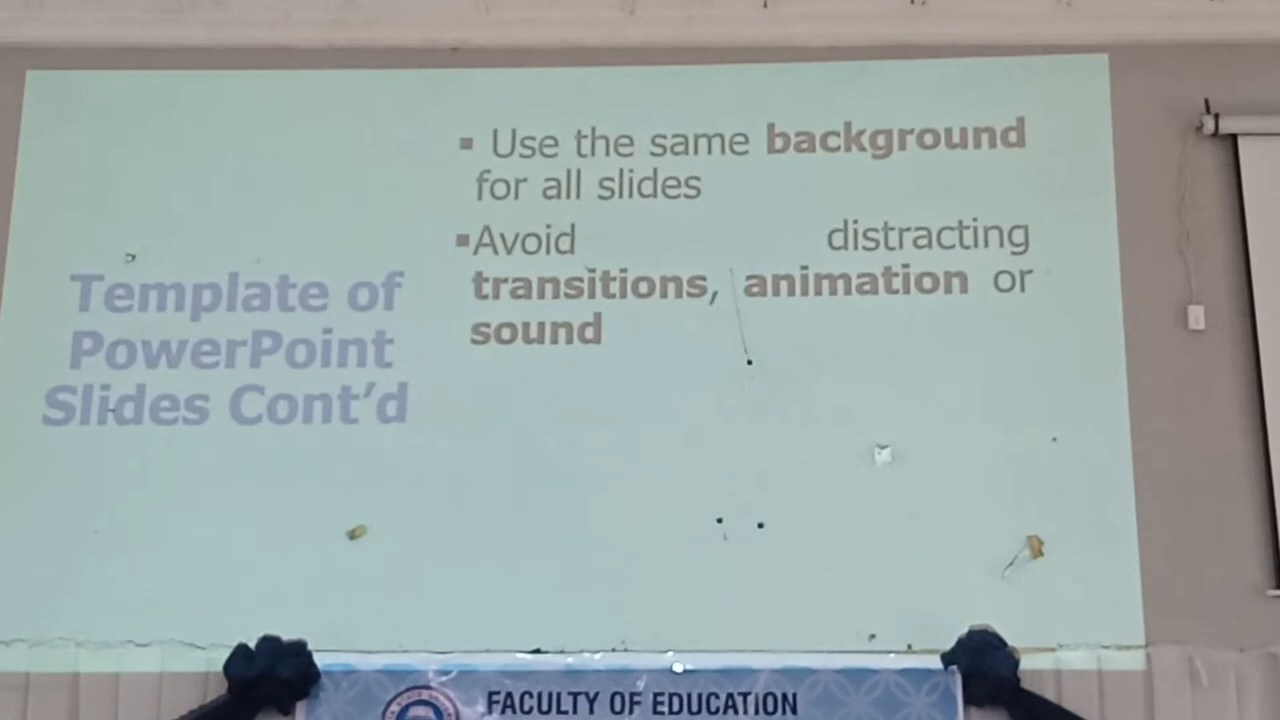 Template of
PowerPoint
Slides Cont’d
▪ Use the same background
for all slides
▪Avoid distracting
transitions, animation or
sound
FACULTY OF EDUCATION